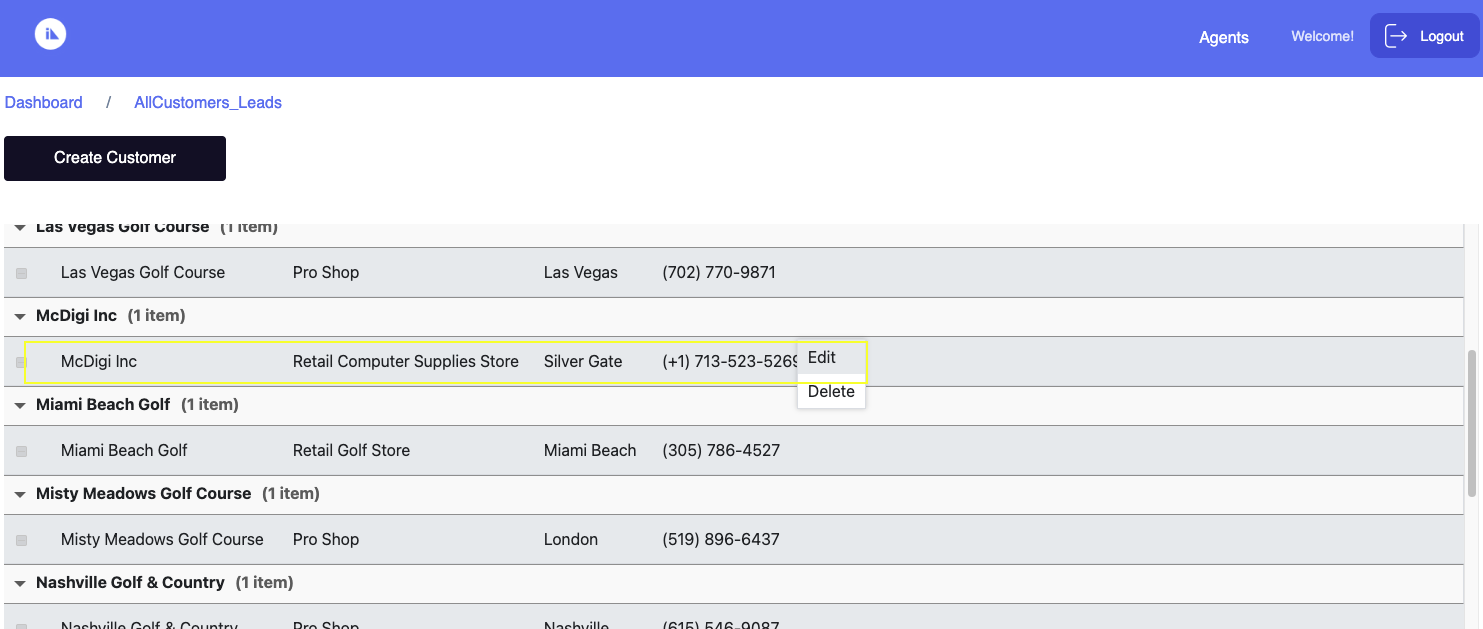 Agents Welcome! Logout
Dashboard / AllCustomers_Leads
Create Customer
Las Vegas Golf Course (1 item)
Las Vegas Golf Course Pro Shop Las Vegas (702) 770-9871
McDigi Inc (1 item)
McDigi Inc Retail Computer Supplies Store Silver Gate (+1) 713-523-5269
Edit
Delete
Miami Beach Golf (1 item)
Miami Beach Golf Retail Golf Store Miami Beach (305) 786-4527
Misty Meadows Golf Course (1 item)
Misty Meadows Golf Course Pro Shop London (519) 896-6437
Nashville Golf & Country (1 item)
Nashville Golf & Country Pro Shop Nashville (615) 546-9087